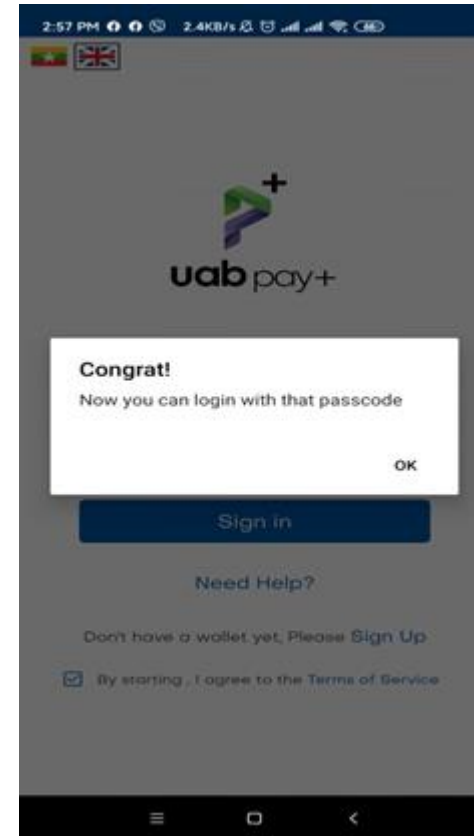 2:57 PM 2.4KB/s 66
uab pay+
Congrat!
Now you can login with that passcode
OK
Sign in
Need Help?
Don't have a wallet yet, Please Sign Up
By starting , I agree to the Terms of Service